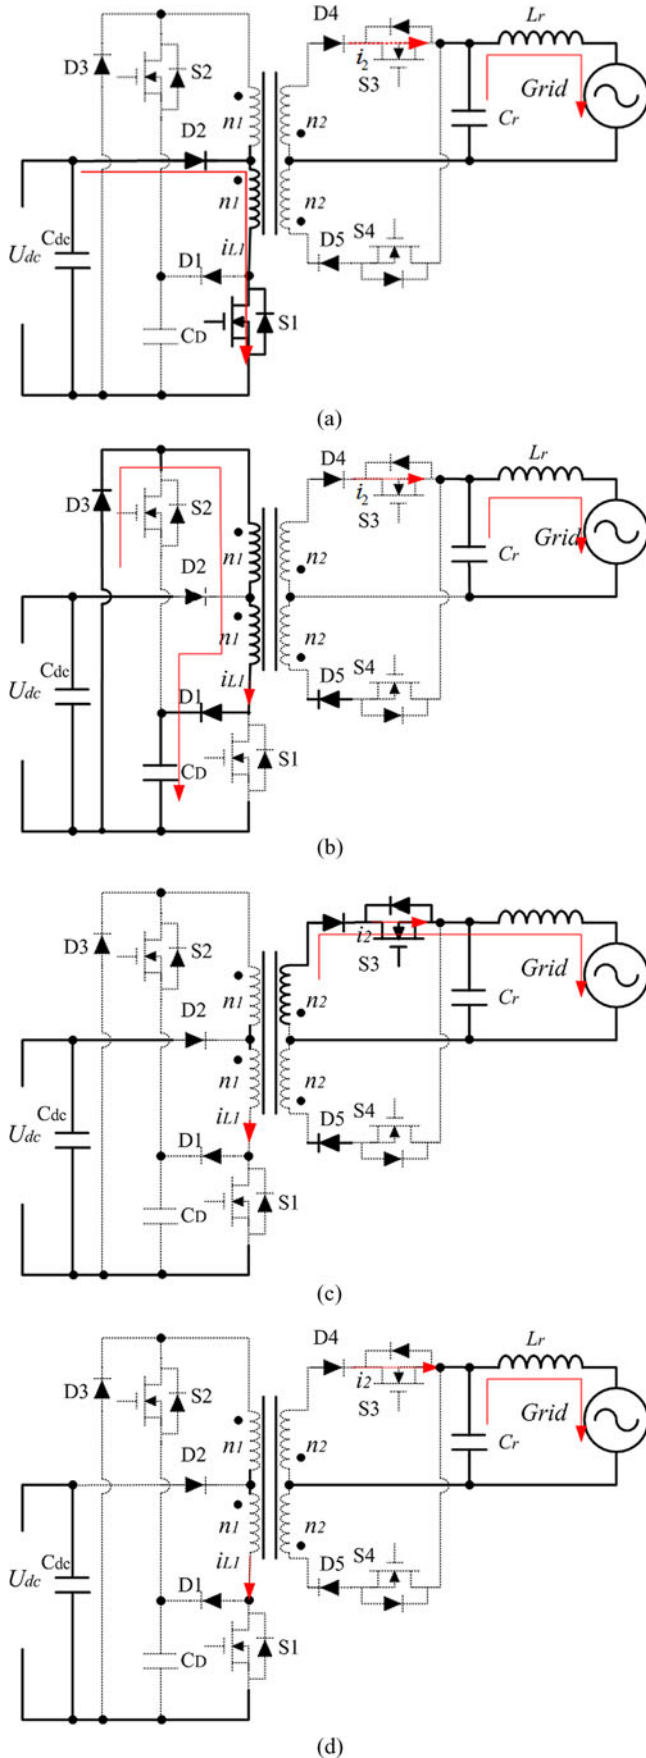 D4
Lr
D3
S2
i2
S3
Grid
n1
n2
Cr
D2
n1
n2
Cdc
Udc
iL1
S4
D5
D1
S1
CD
(a)
D4
Lr
D3
S2
i2
S3
Grid
n1
n2
Cr
D2
n1
n2
Cdc
Udc
iL1
S4
D5
D1
S1
CD
(b)
D3
S2
i2
S3
Grid
n1
n2
Cr
D2
n1
n2
Cdc
Udc
iL1
S4
D5
D1
S1
CD
(c)
D4
Lr
D3
S2
i2
S3
Grid
n1
n2
Cr
D2
n1
n2
Cdc
Udc
iL1
S4
D5
D1
S1
CD
(d)